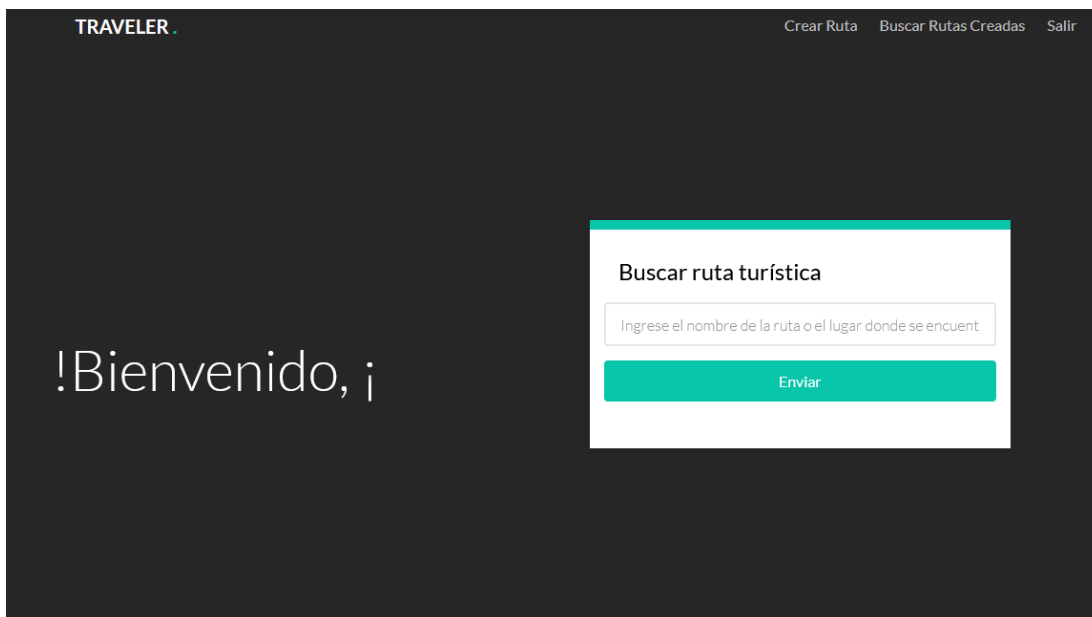 TRAVELER.
Crear Ruta Buscar Rutas Creadas Salir
Buscar ruta turística
Ingrese el nombre de la ruta o el lugar donde se encuent
!Bienvenido, ¡
Enviar